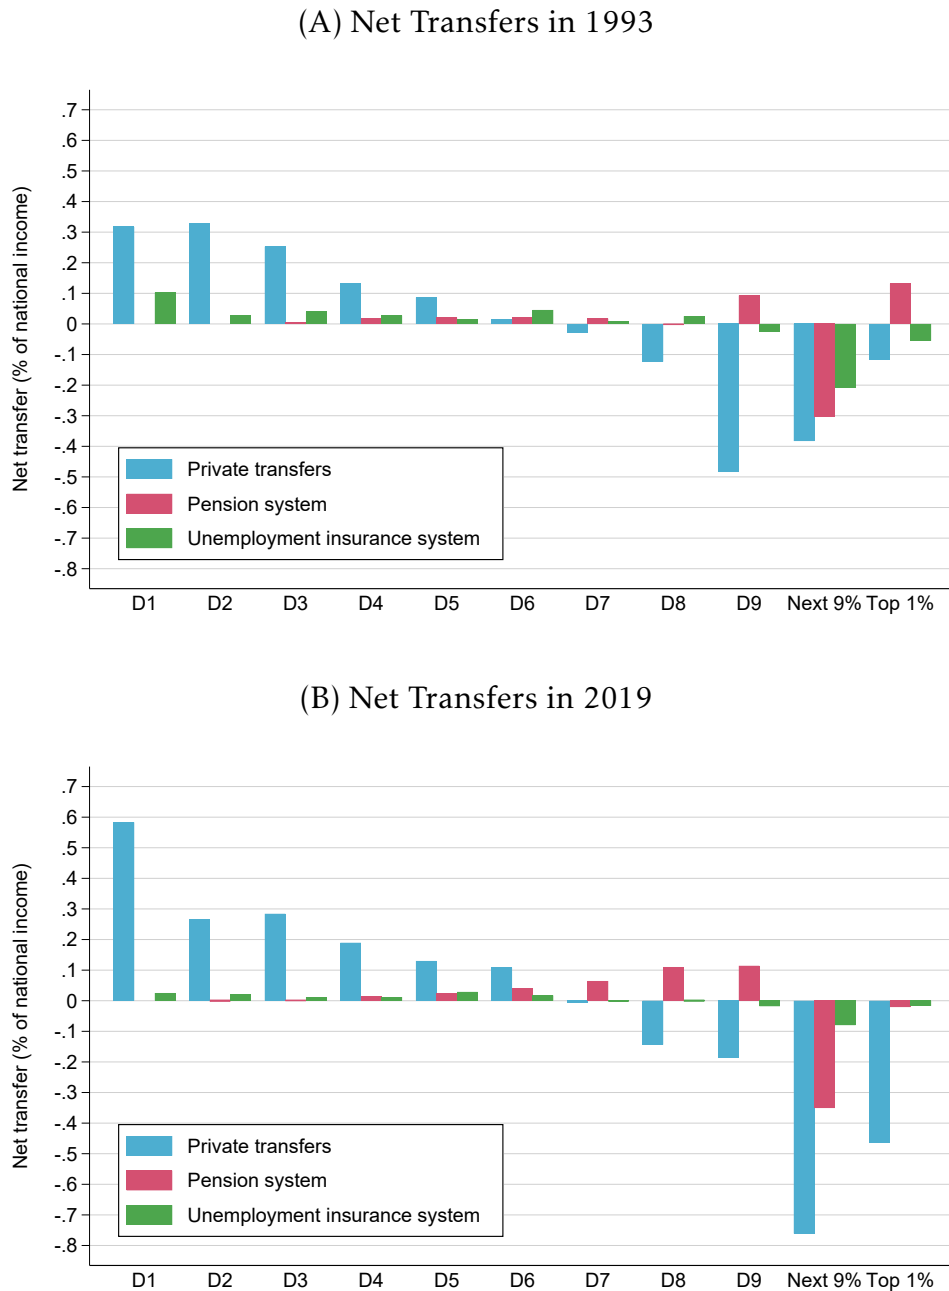 (A) Net Transfers in 1993
Net transfer (% of national income)
.7
.6
.5
.4
.3
.2
.1
0
-.1
-.2
-.3
-.4
-.5
-.6
-.7
-.8
Private transfers
Pension system
Unemployment insurance system
D1 D2 D3 D4 D5 D6 D7 D8 D9 Next 9% Top 1%
(B) Net Transfers in 2019
Net transfer (% of national income)
.7
.6
.5
.4
.3
.2
.1
0
-.1
-.2
-.3
-.4
-.5
-.6
-.7
-.8
Private transfers
Pension system
Unemployment insurance system
D1 D2 D3 D4 D5 D6 D7 D8 D9 Next 9% Top 1%